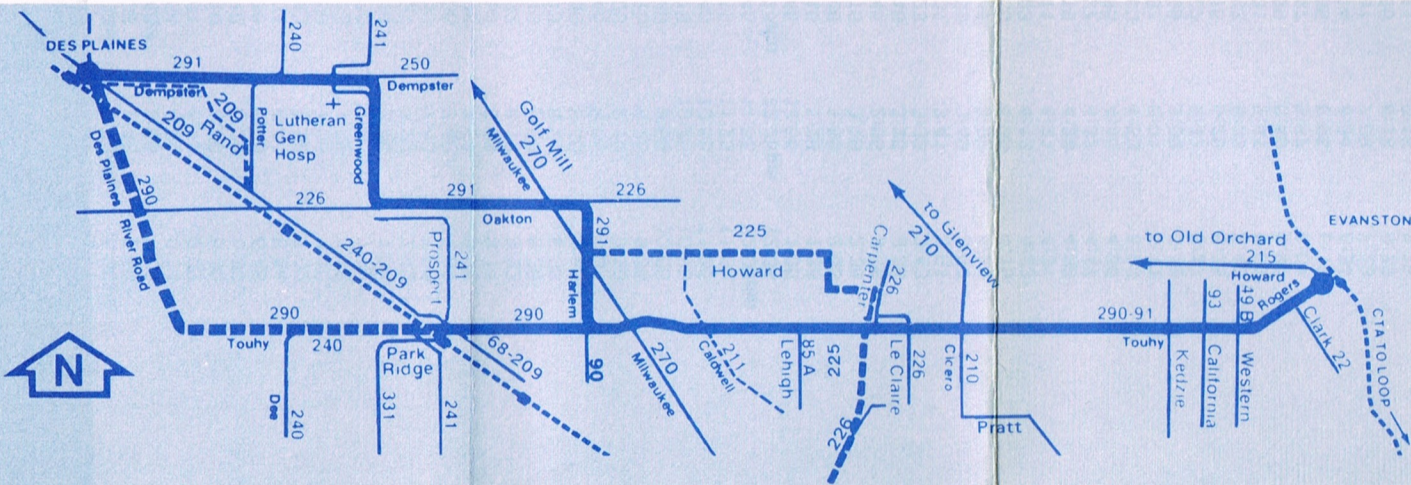 DES PLAINES
291
240
241
250
Dempster
Dempster
209
Rand
209
Potter
Lutheran
Gen
Hosp
Greenwood
Golf Mill
270
Milwaukee
Des Plaines River Road
290
226
291
226
Oakton
240-209
Prospect
241
291
Harlem
225
Howard
Carpenter
226
to Glenview
210
EVANSTON
to Old Orchard
215
Howard
Rogers
290
Touhy
240
290
290-91
Touhy
N
Dee
240
Park
Ridge
331
241
68-209
90
270
Milwaukee
211
Caldwell
Lehigh
85 A
225
226
Le Claire
226
Cicero
210
Pratt
Kedzie
93
California
49 B
Western
Clark 22
CTA TO LOOP